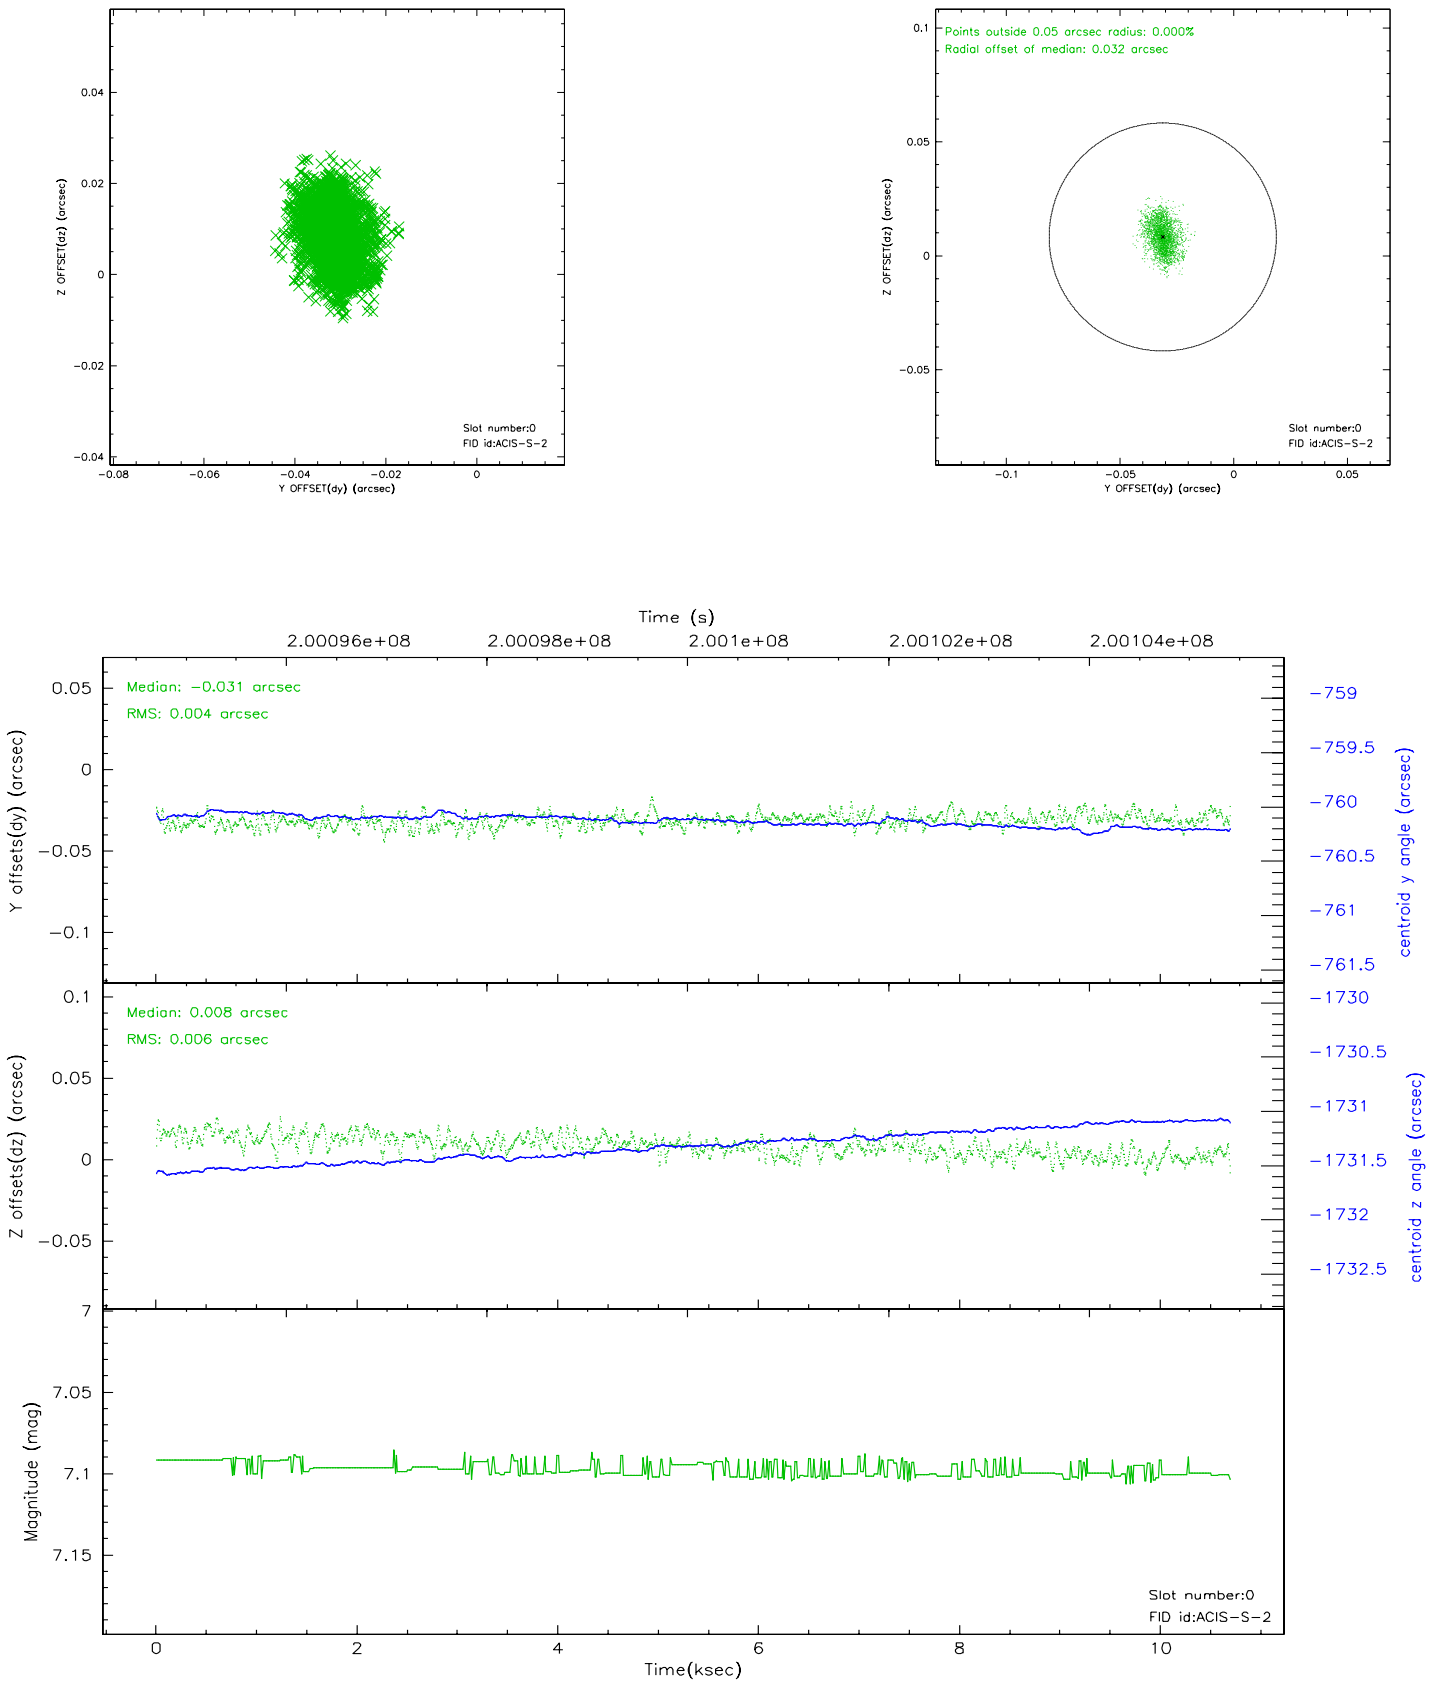 0.04
0.02
0
−0.02
−0.04
Z OFFSET(dz) (arcsec)
Slot number:0
FID id:ACIS−S−2
−0.08 −0.06 −0.04 −0.02 0
Y OFFSET(dy) (arcsec)
Points outside 0.05 arcsec radius: 0.000%
Radial offset of median: 0.032 arcsec
0.1
0.05
0
−0.05
Z OFFSET(dz) (arcsec)
Slot number:0
FID id:ACIS−S−2
−0.1 −0.05 0 0.05
Y OFFSET(dy) (arcsec)
Time (s)
2.00096e+08 2.00098e+08 2.001e+08 2.00102e+08 2.00104e+08
Median: −0.031 arcsec
RMS: 0.004 arcsec
0.05
0
−0.05
−0.1
Y offsets(dy) (arcsec)
−759
−759.5
−760
−760.5
−761
−761.5
centroid y angle (arcsec)
Median: 0.008 arcsec
RMS: 0.006 arcsec
0.1
0.05
0
−0.05
Z offsets(dz) (arcsec)
−1730
−1730.5
−1731
−1731.5
−1732
−1732.5
centroid z angle (arcsec)
7
7.05
7.1
7.15
Magnitude (mag)
Slot number:0
FID id:ACIS−S−2
0 2 4 6 8 10
Time(ksec)